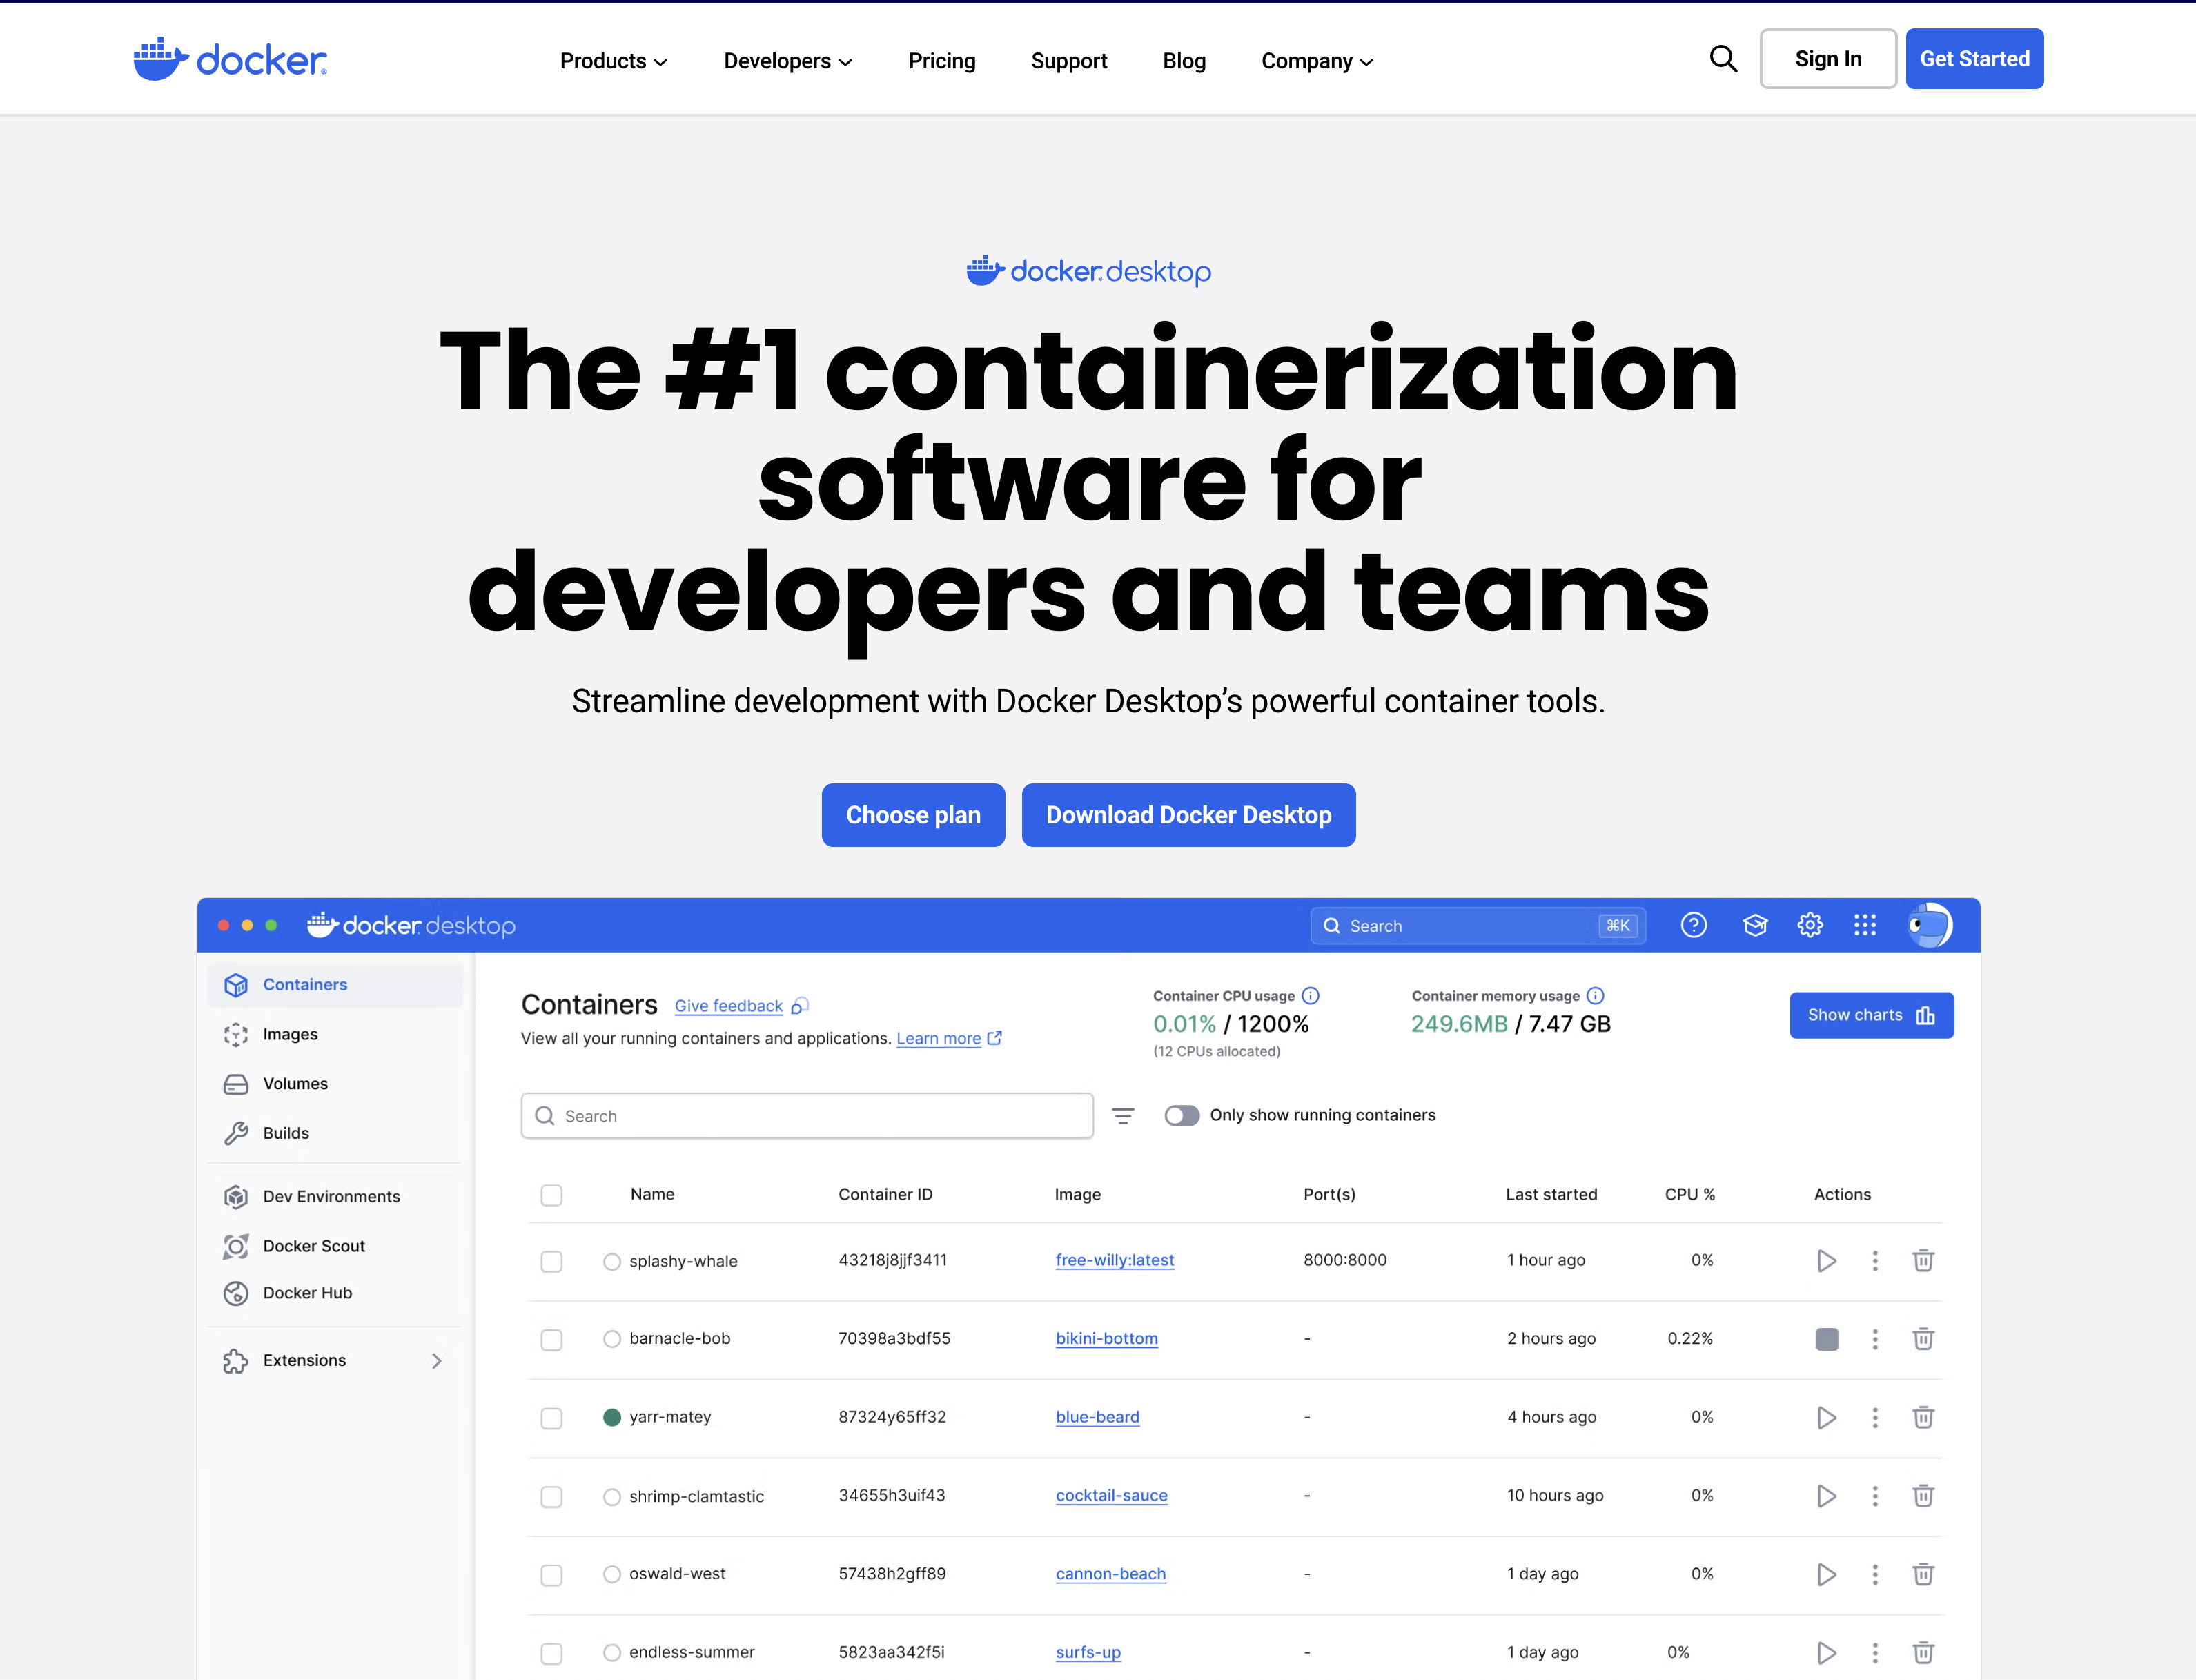 docker
Products Developers Pricing Support Blog Company Sign In Get Started
docker desktop
The #1 containerization
software for
developers and teams
Streamline development with Docker Desktop’s powerful container tools.
Choose plan Download Docker Desktop
docker desktop Search ⌘K
Containers
Images
Volumes
Builds
Dev Environments
Docker Scout
Docker Hub
Extensions
Containers Give feedback
View all your running containers and applications. Learn more
Container CPU usage
0.01% / 1200%
(12 CPUs allocated)
Container memory usage
249.6MB / 7.47 GB
Show charts
Search Only show running containers
Name Container ID Image Port(s) Last started CPU % Actions
splashy-whale 43218j8jjf3411 free-willy:latest 8000:8000 1 hour ago 0%
barnacle-bob 70398a3bdf55 bikini-bottom - 2 hours ago 0.22%
yarr-matey 87324y65ff32 blue-beard - 4 hours ago 0%
shrimp-clamtastic 34655h3uif43 cocktail-sauce - 10 hours ago 0%
oswald-west 57438h2gff89 cannon-beach - 1 day ago 0%
endless-summer 5823aa342f5i surfs-up - 1 day ago 0%